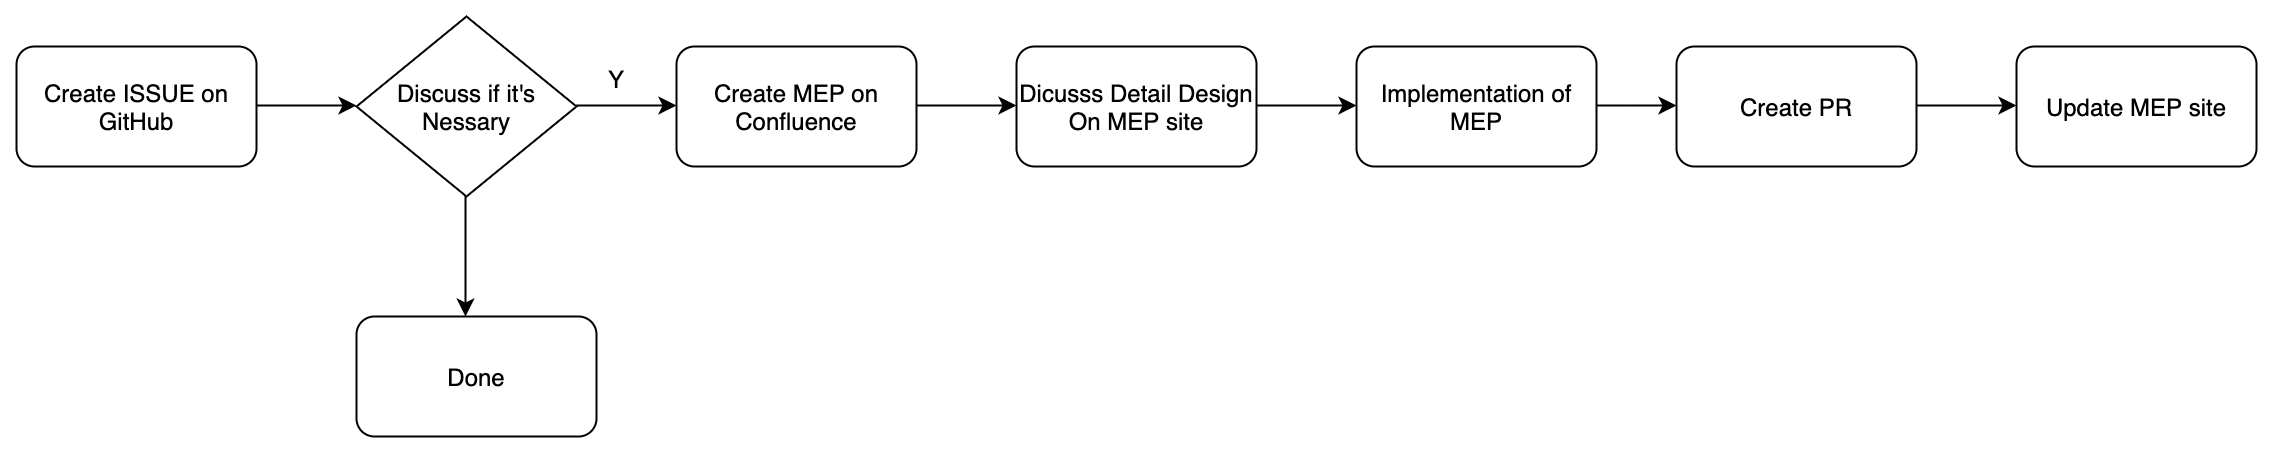 Create ISSUE on
GitHub
Discuss if it's
Nessary
Y
Create MEP on
Confluence
Dicusss Detail Design
On MEP site
Implementation of
MEP
Create PR
Update MEP site
Done